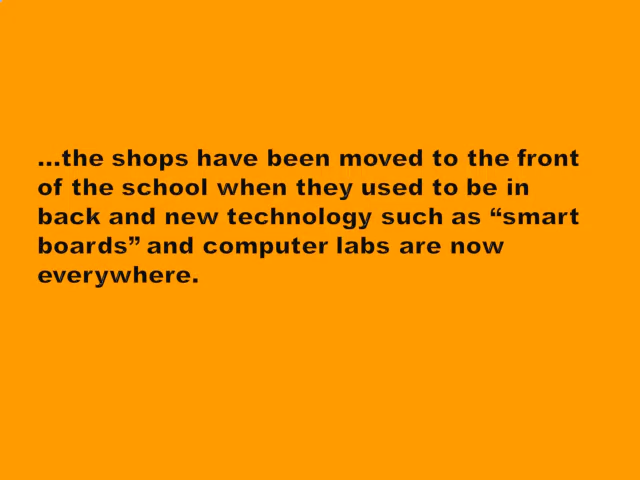 ...the shops have been moved to the front
of the school when they used to be in
back and new technology such as “smart
boards” and computer labs are now
everywhere.